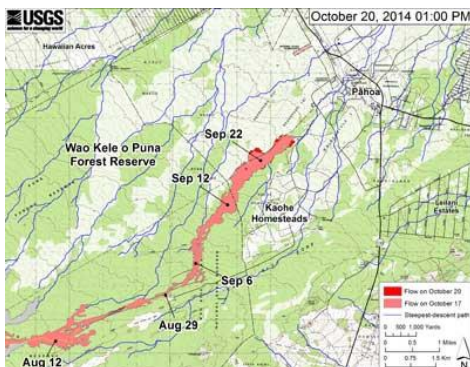 USGS
science for a changing world
October 20, 2014 01:00 PM
Hawaiian Acres
Pāhoa
Sep 22
Wao Kele o Puna
Forest Reserve
Sep 12
Kaohe
Homesteads
Leilani
Estates
Sep 6
Aug 29
Aug 12
Flow on October 20
Flow on October 17
Steepest-descent path
0 500 1,000 Yards
0 0.5 1 Miles
0 0.75 1.5 Km
N